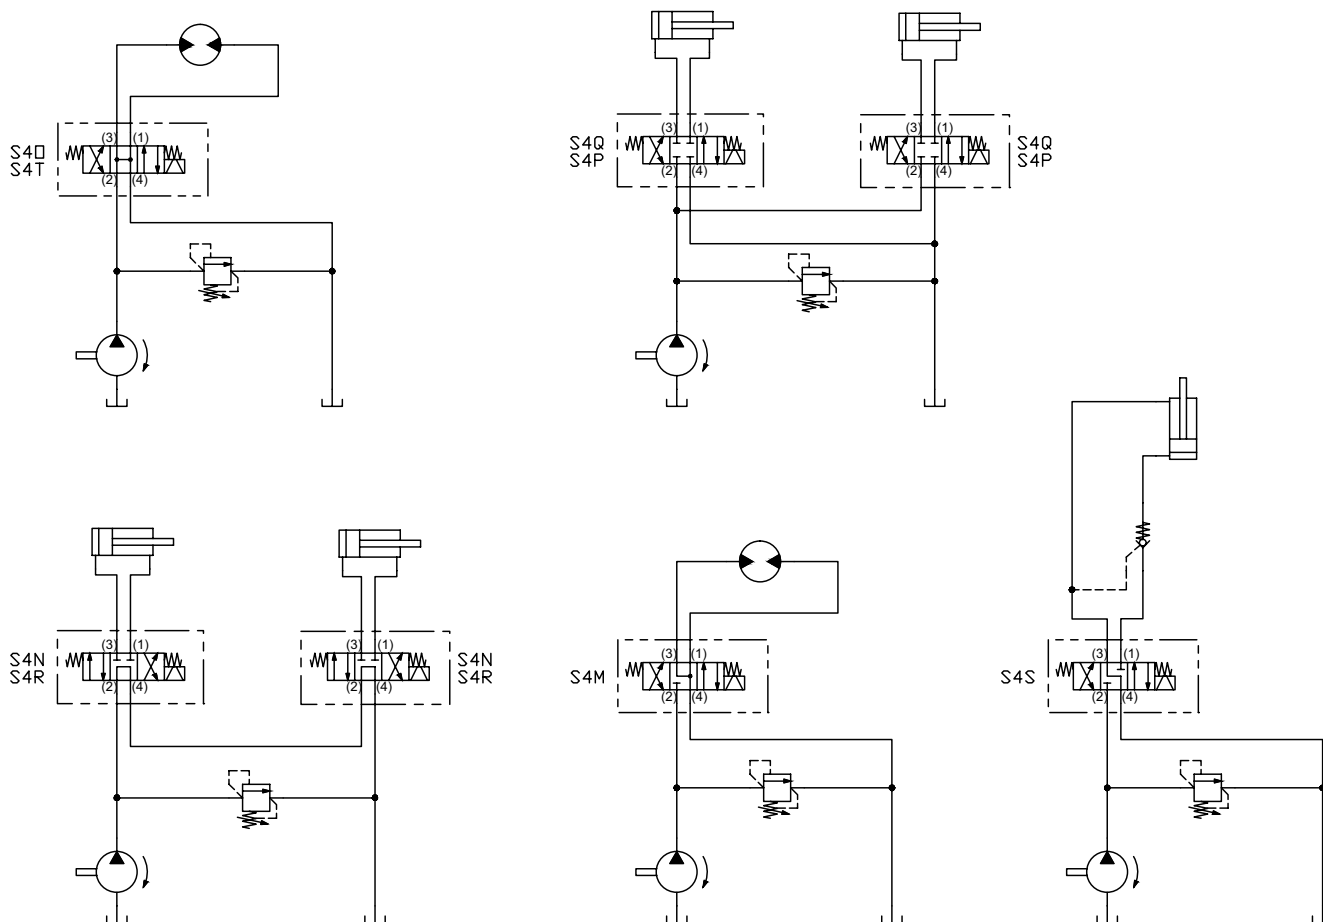 (3) (1)
S4O
S4T
(2) (4)
(3) (1)
S4Q
S4P
(2) (4)
(3) (1)
S4Q
S4P
(2) (4)
(3) (1)
S4N
S4R
(2) (4)
(3) (1)
S4N
S4R
(2) (4)
(3) (1)
S4M
(2) (4)
(3) (1)
S4S
(2) (4)